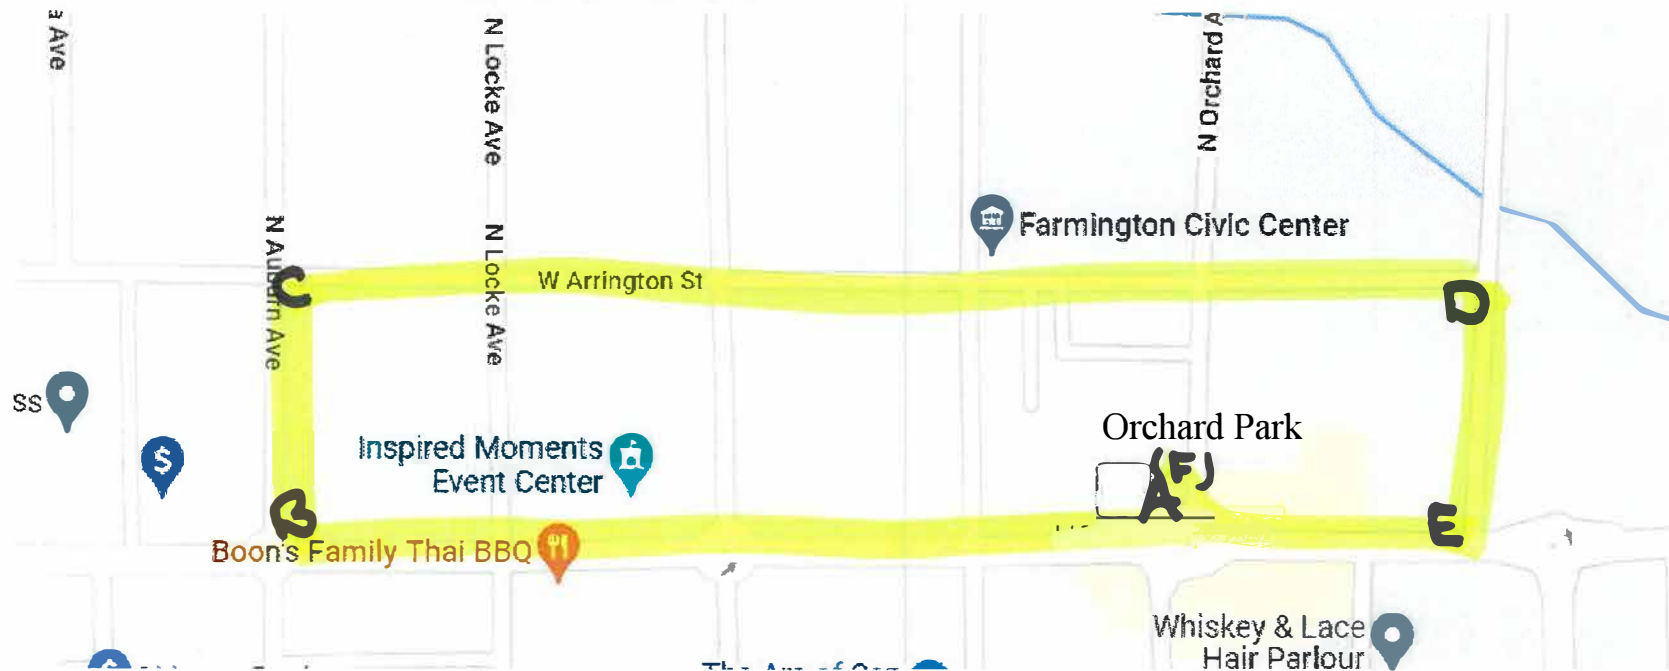 Ave
N Locke Ave
N Orchard A
N Auburn Ave
N Locke Ave
Farmington Civic Center
C
W Arrington St
D
ss
$
Orchard Park
Inspired Moments
Event Center
(F)
A
B
E
Boon's Family Thai BBQ
Whiskey & Lace
Hair Parlour